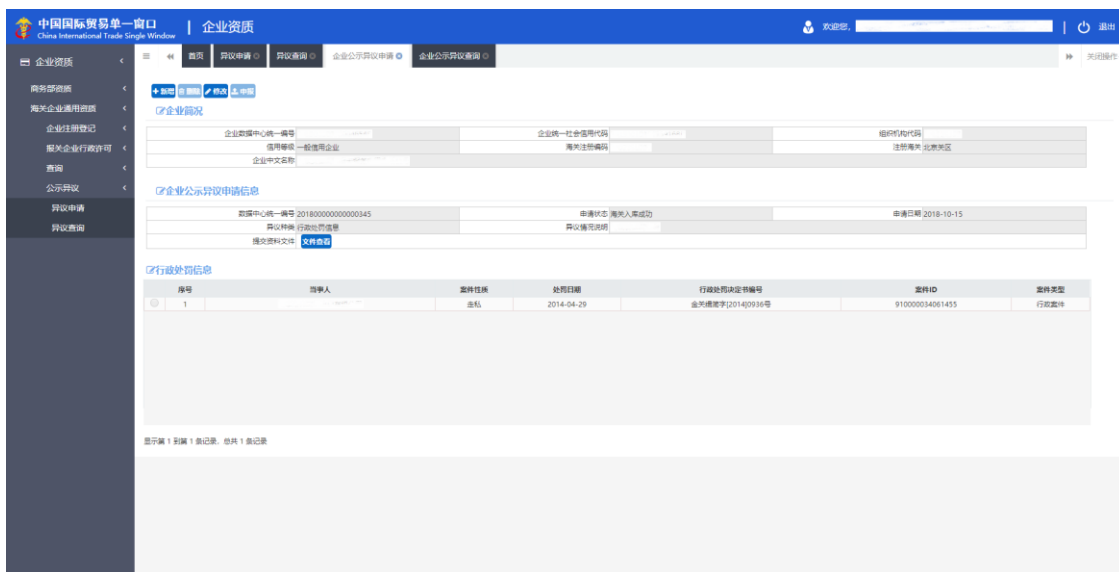 中国国际贸易单一窗口 | 企业资质 欢迎您, 退出
China International Trade Single Window
企业资质 首页 异议申请 异议查询 企业公示异议申请 企业公示异议查询 关闭操作
商务部资质
海关企业通用资质
企业注册登记
报关企业行政许可
查询
公示异议
异议申请
异议查询
新增 删除 修改 申报
企业简况
企业数据中心统一编号 企业统一社会信用代码 组织机构代码
信用等级 一般信用企业 海关注册编码 注册海关 北京关区
企业中文名称
企业公示异议申请信息
数据中心统一编号 201800000000000345 申请状态 海关入库成功 申请日期 2018-10-15
异议种类 行政处罚信息 异议情况说明
提交资料文件 文件查看
行政处罚信息
序号 当事人 案件性质 处罚日期 行政处罚决定书编号 案件ID 案件类型
1 走私 2014-04-29 金关缉罚字[2014]0936号 910000034061455 行政案件
显示第 1 到第 1 条记录，总共 1 条记录